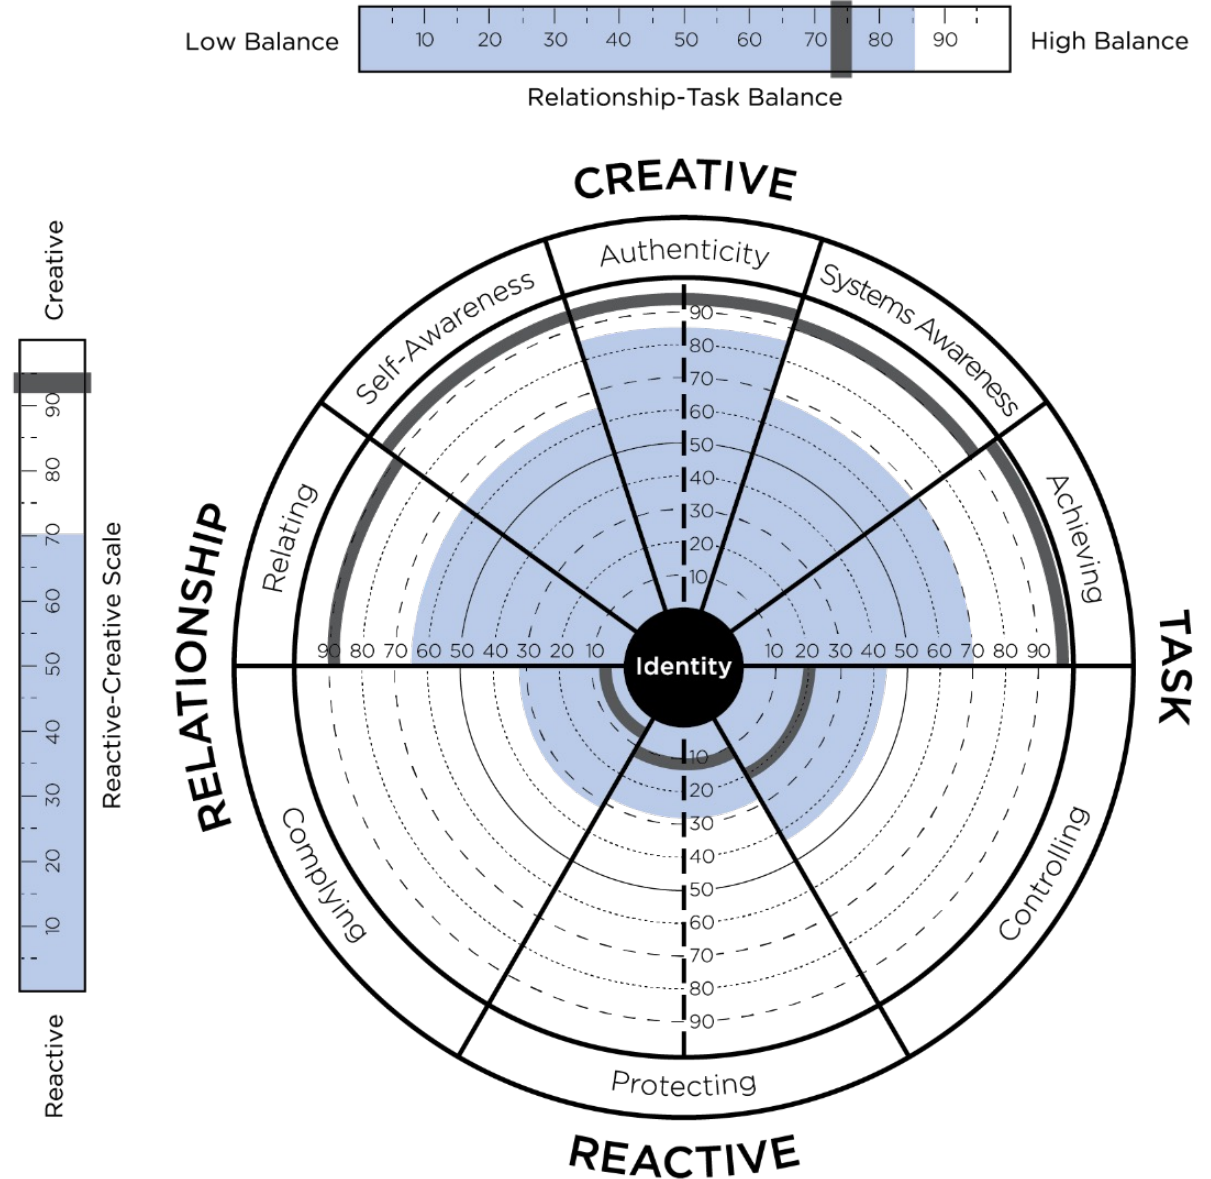 Low Balance
10 20 30 40 50 60 70 80 90
High Balance
Relationship-Task Balance
CREATIVE
Creative
Authenticity
Self-Awareness
Systems Awareness
Relating
Achieving
RELATIONSHIP
TASK
90
80
70
60
50
40
30
20
10
90 80 70 60 50 40 30 20 10
Identity
10 20 30 40 50 60 70 80 90
10
20
30
40
50
60
70
80
90
90
80
70
60
50
40
30
20
10
Reactive-Creative Scale
Complying
Controlling
Protecting
Reactive
REACTIVE